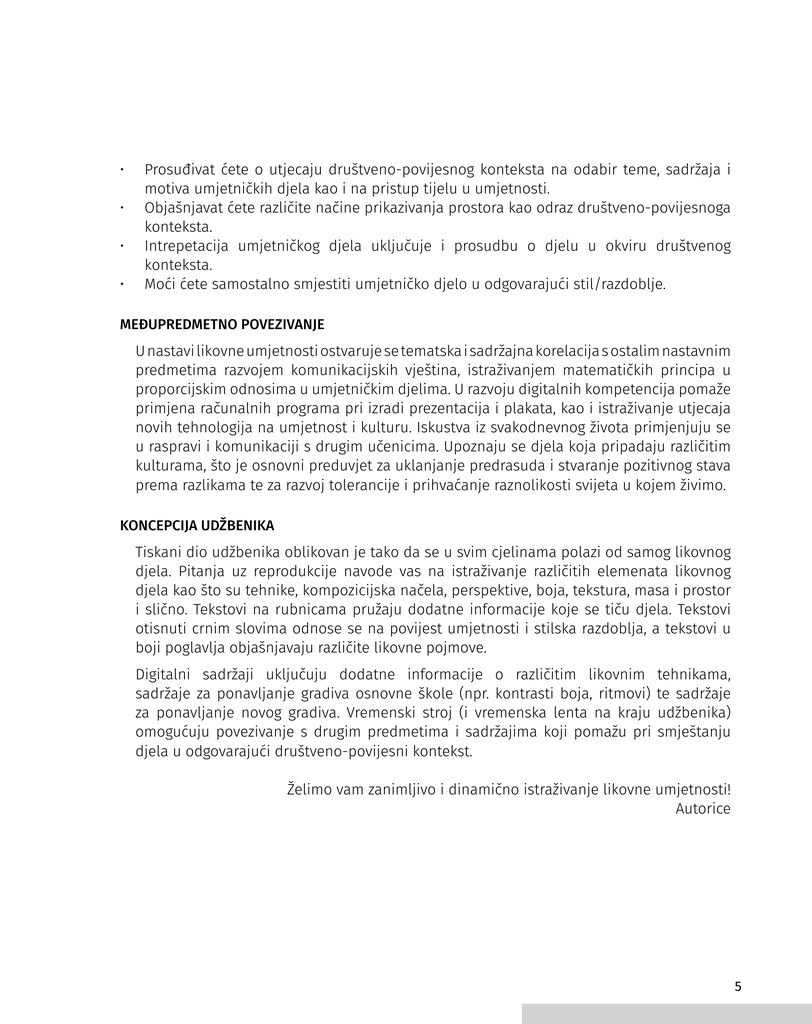 • Prosuđivat ćete o utjecaju društveno-povijesnog konteksta na odabir teme, sadržaja i
motiva umjetničkih djela kao i na pristup tijelu u umjetnosti.
• Objašnjavat ćete različite načine prikazivanja prostora kao odraz društveno-povijesnoga
konteksta.
• Intrepetacija umjetničkog djela uključuje i prosudbu o djelu u okviru društvenog
konteksta.
• Moći ćete samostalno smjestiti umjetničko djelo u odgovarajući stil/razdoblje.
MEĐUPREDMETNO POVEZIVANJE
U nastavi likovne umjetnosti ostvaruje se tematska i sadržajna korelacija s ostalim nastavnim
predmetima razvojem komunikacijskih vještina, istraživanjem matematičkih principa u
proporcijskim odnosima u umjetničkim djelima. U razvoju digitalnih kompetencija pomaže
primjena računalnih programa pri izradi prezentacija i plakata, kao i istraživanje utjecaja
novih tehnologija na umjetnost i kulturu. Iskustva iz svakodnevnog života primjenjuju se
u raspravi i komunikaciji s drugim učenicima. Upoznaju se djela koja pripadaju različitim
kulturama, što je osnovni preduvjet za uklanjanje predrasuda i stvaranje pozitivnog stava
prema razlikama te za razvoj tolerancije i prihvaćanje raznolikosti svijeta u kojem živimo.
KONCEPCIJA UDŽBENIKA
Tiskani dio udžbenika oblikovan je tako da se u svim cjelinama polazi od samog likovnog
djela. Pitanja uz reprodukcije navode vas na istraživanje različitih elemenata likovnog
djela kao što su tehnike, kompozicijska načela, perspektive, boja, tekstura, masa i prostor
i slično. Tekstovi na rubnicama pružaju dodatne informacije koje se tiču djela. Tekstovi
otisnuti crnim slovima odnose se na povijest umjetnosti i stilska razdoblja, a tekstovi u
boji poglavlja objašnjavaju različite likovne pojmove.
Digitalni sadržaji uključuju dodatne informacije o različitim likovnim tehnikama,
sadržaje za ponavljanje gradiva osnovne škole (npr. kontrasti boja, ritmovi) te sadržaje
za ponavljanje novog gradiva. Vremenski stroj (i vremenska lenta na kraju udžbenika)
omogućuju povezivanje s drugim predmetima i sadržajima koji pomažu pri smještanju
djela u odgovarajući društveno-povijesni kontekst.
Želimo vam zanimljivo i dinamično istraživanje likovne umjetnosti!
Autorice
5